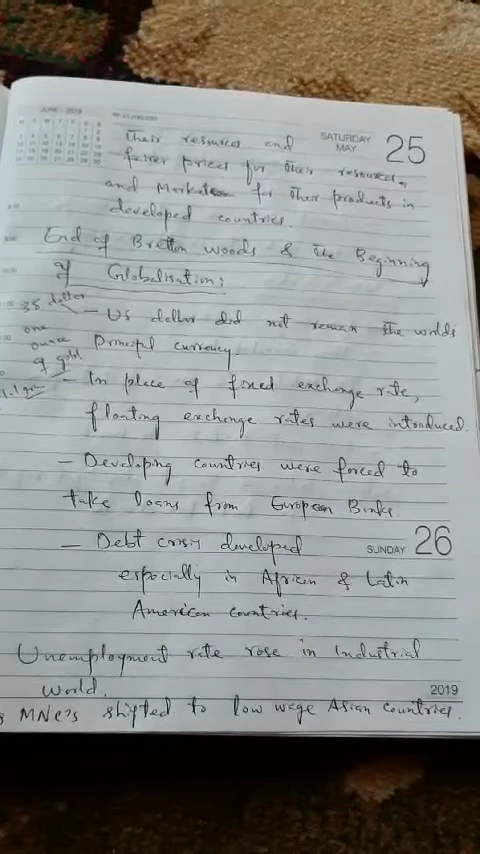 JUNE - 2019
SATURDAY
MAY 25
Their resources and
fairer prices for their resources,
and Markets for their products in
developed countries.
End of Bretton woods & The Beginning
of Globalisation:
35 dollar
one
ounce
of gold
— US dollar did not remain the worlds
Principal currency.
— In place of fixed exchange rate,
floating exchange rates were introduced.
— Developing countries were forced to
take loans from European Banks.
SUNDAY 26
— Debt crisis developed
especially in African & Latin
American countries.
Unemployment rate rose in Industrial
World.
2019
MNC's shifted to low wage Asian Countries.